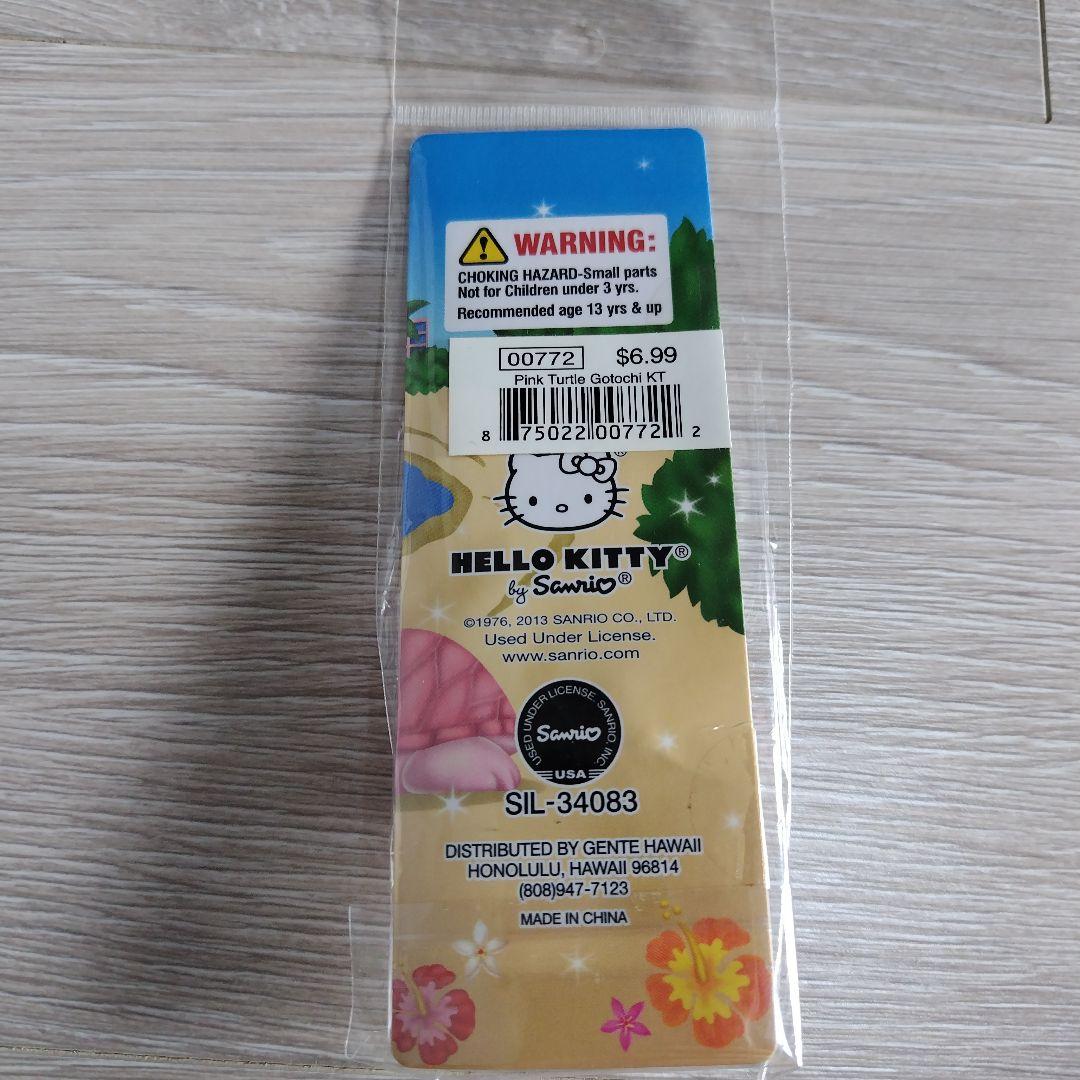 WARNING:
CHOKING HAZARD-Small parts
Not for Children under 3 yrs.
Recommended age 13 yrs & up
00772 $6.99
Pink Turtle Gotochi KT
8 75022 00772 2
®
HELLO KITTY®
by Sanrio®
©1976, 2013 SANRIO CO., LTD.
Used Under License.
www.sanrio.com
USED UNDER LICENSE. SANRIO, INC.
Sanrio
USA
SIL-34083
DISTRIBUTED BY GENTE HAWAII
HONOLULU, HAWAII 96814
(808)947-7123
MADE IN CHINA